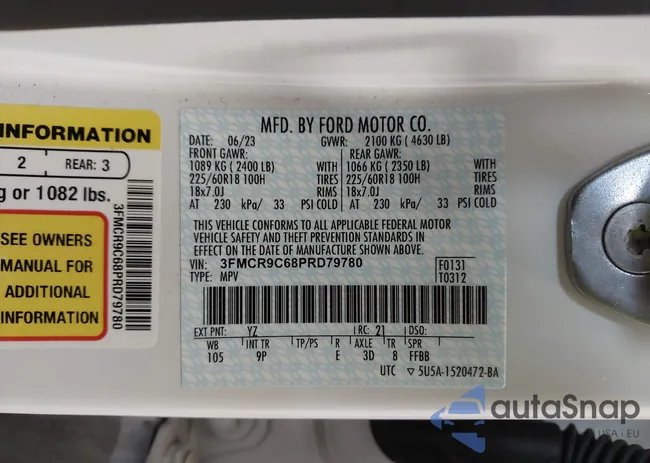 INFORMATION
2 REAR: 3
g or 1082 lbs.
SEE OWNERS
MANUAL FOR
ADDITIONAL
INFORMATION
3FMCR9C68PRD79780
MFD. BY FORD MOTOR CO.
DATE: 06/23 GVWR: 2100 KG ( 4630 LB)
FRONT GAWR: REAR GAWR:
1089 KG ( 2400 LB) WITH 1066 KG ( 2350 LB) WITH
225/60R18 100H TIRES 225/60R18 100H TIRES
18x7.0J RIMS 18x7.0J RIMS
AT 230 kPa/ 33 PSI COLD AT 230 kPa/ 33 PSI COLD
THIS VEHICLE CONFORMS TO ALL APPLICABLE FEDERAL MOTOR
VEHICLE SAFETY AND THEFT PREVENTION STANDARDS IN
EFFECT ON THE DATE OF MANUFACTURE SHOWN ABOVE.
VIN: 3FMCR9C68PRD79780 F0131
TYPE: MPV T0312
EXT PNT: YZ RC: 21 DSO:
WB INT TR TP/PS R AXLE TR SPR
105 9P E 3D 8 FFBB
UTC ▽ 5U5A-1520472-BA
autoSnap
USA | EU